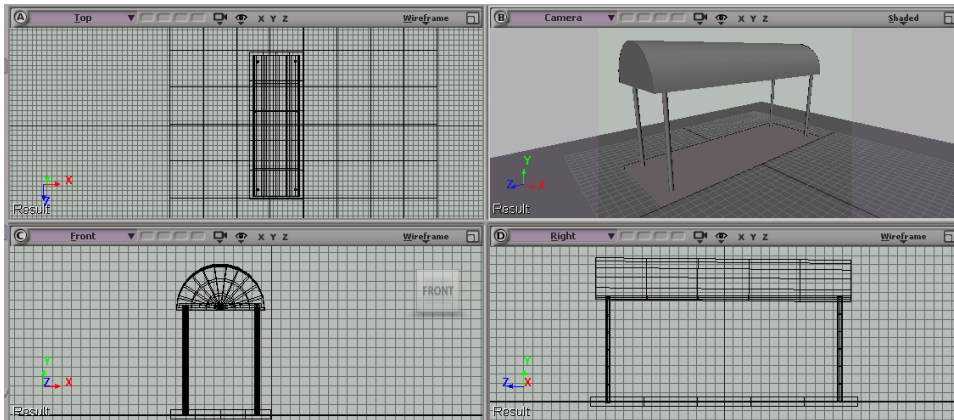 A Top X Y Z Wireframe
Y X
Z
Result
B Camera X Y Z Shaded
Y
Z X
Result
C Front X Y Z Wireframe
FRONT
Y
Z X
Result
D Right X Y Z Wireframe
Y
Z X
Result